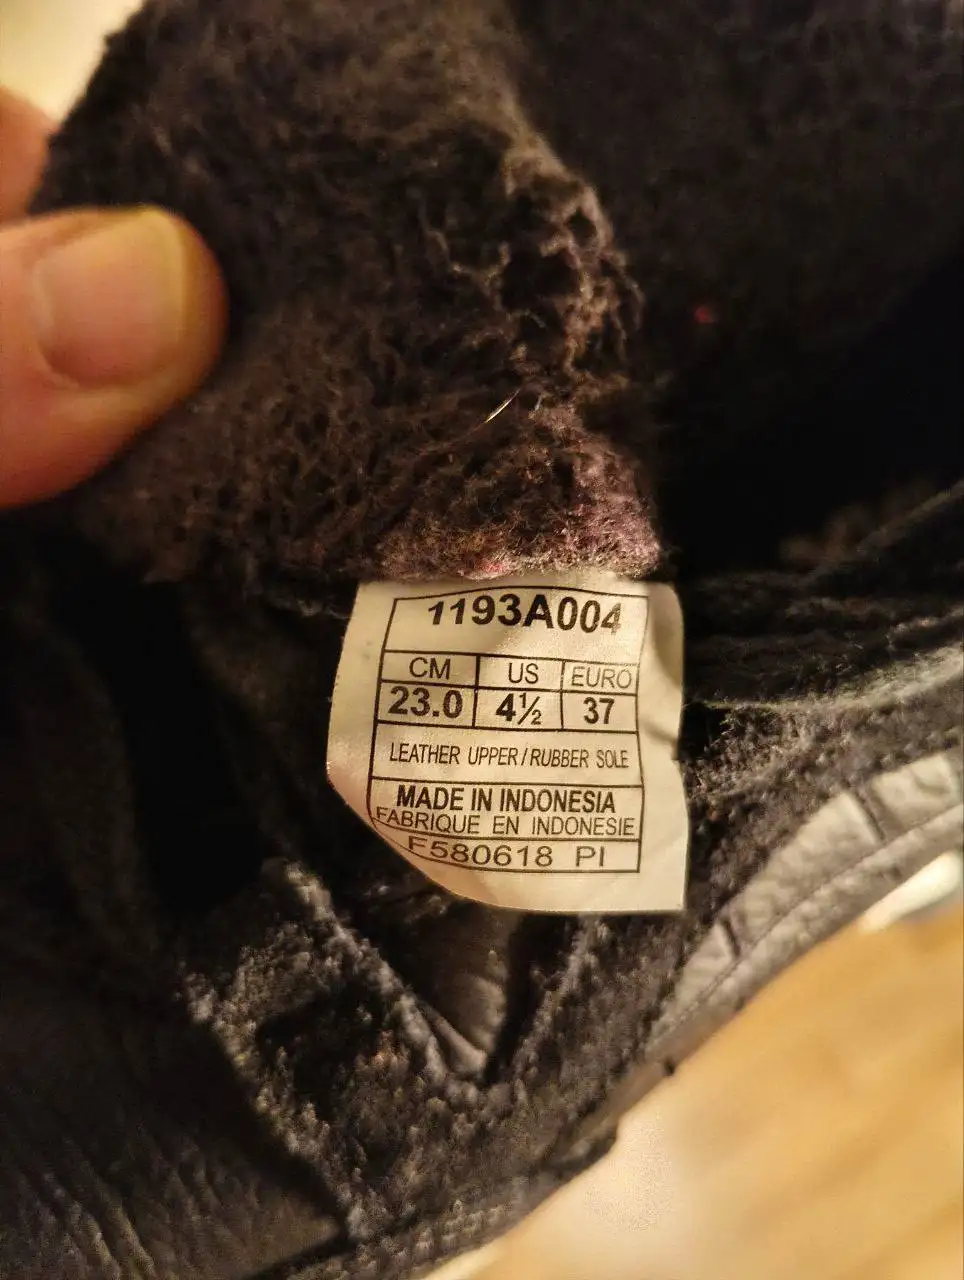 1193A004
CM US EURO
23.0 4½ 37
LEATHER UPPER/RUBBER SOLE
MADE IN INDONESIA
FABRIQUE EN INDONESIE
F580618 PI